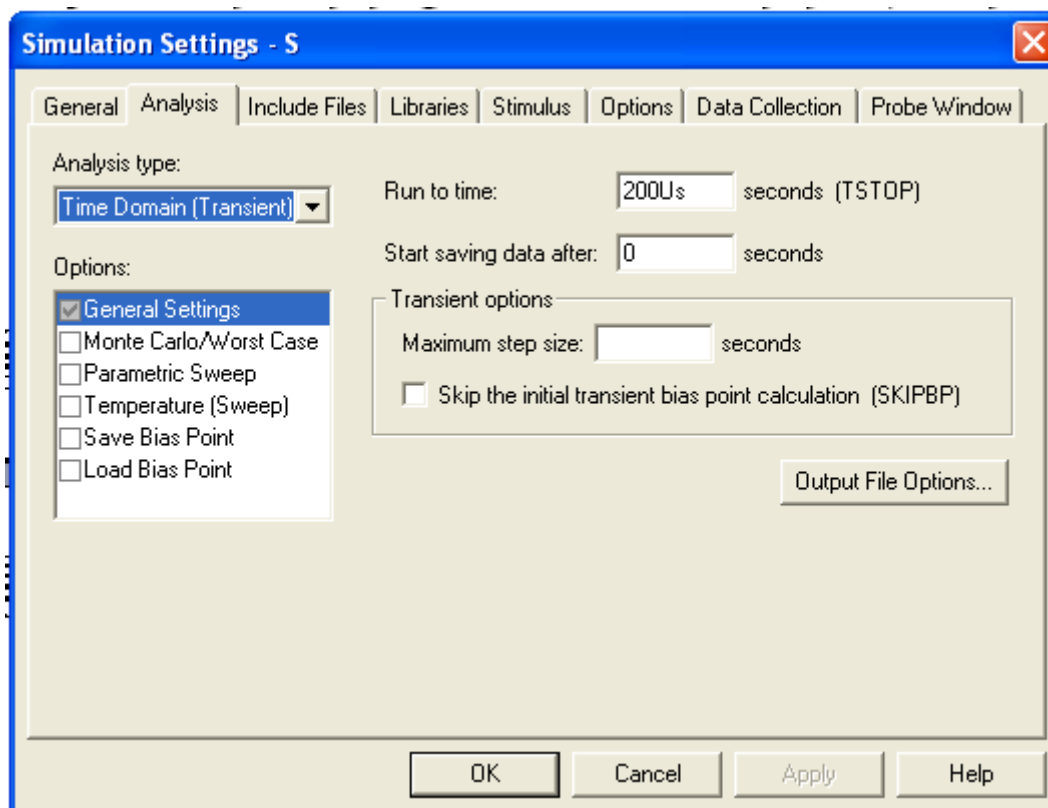 Simulation Settings - S
General Analysis Include Files Libraries Stimulus Options Data Collection Probe Window
Analysis type:
Time Domain (Transient)
Options:
General Settings
Monte Carlo/Worst Case
Parametric Sweep
Temperature (Sweep)
Save Bias Point
Load Bias Point
Run to time: 200Us seconds (TSTOP)
Start saving data after: 0 seconds
Transient options
Maximum step size: seconds
Skip the initial transient bias point calculation (SKIPBP)
Output File Options...
OK Cancel Apply Help